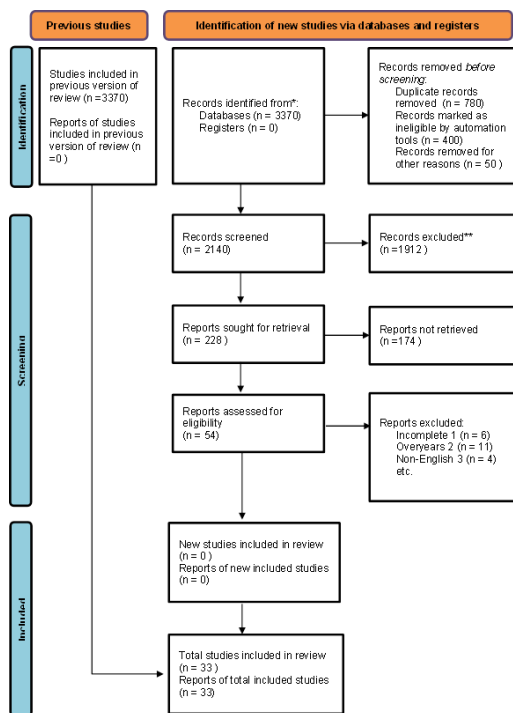 Previous studies
Identification of new studies via databases and registers
Identification
Studies included in
previous version of
review (n =3370)
Reports of studies
included in previous
version of review (n
=0 )
Records identified from*:
Databases (n = 3370)
Registers (n = 0)
Records removed before
screening:
Duplicate records
removed (n = 780)
Records marked as
ineligible by automation
tools (n = 400)
Records removed for
other reasons (n = 50 )
Screening
Records screened
(n = 2140)
Records excluded**
(n =1912 )
Reports sought for retrieval
(n = 228 )
Reports not retrieved
(n =174 )
Reports assessed for
eligibility
(n = 54)
Reports excluded:
Incomplete 1 (n = 6)
Overyears 2 (n = 11)
Non-English 3 (n = 4)
etc.
Included
New studies included in review
(n = 0 )
Reports of new included studies
(n = 0)
Total studies included in review
(n = 33 )
Reports of total included studies
(n = 33)